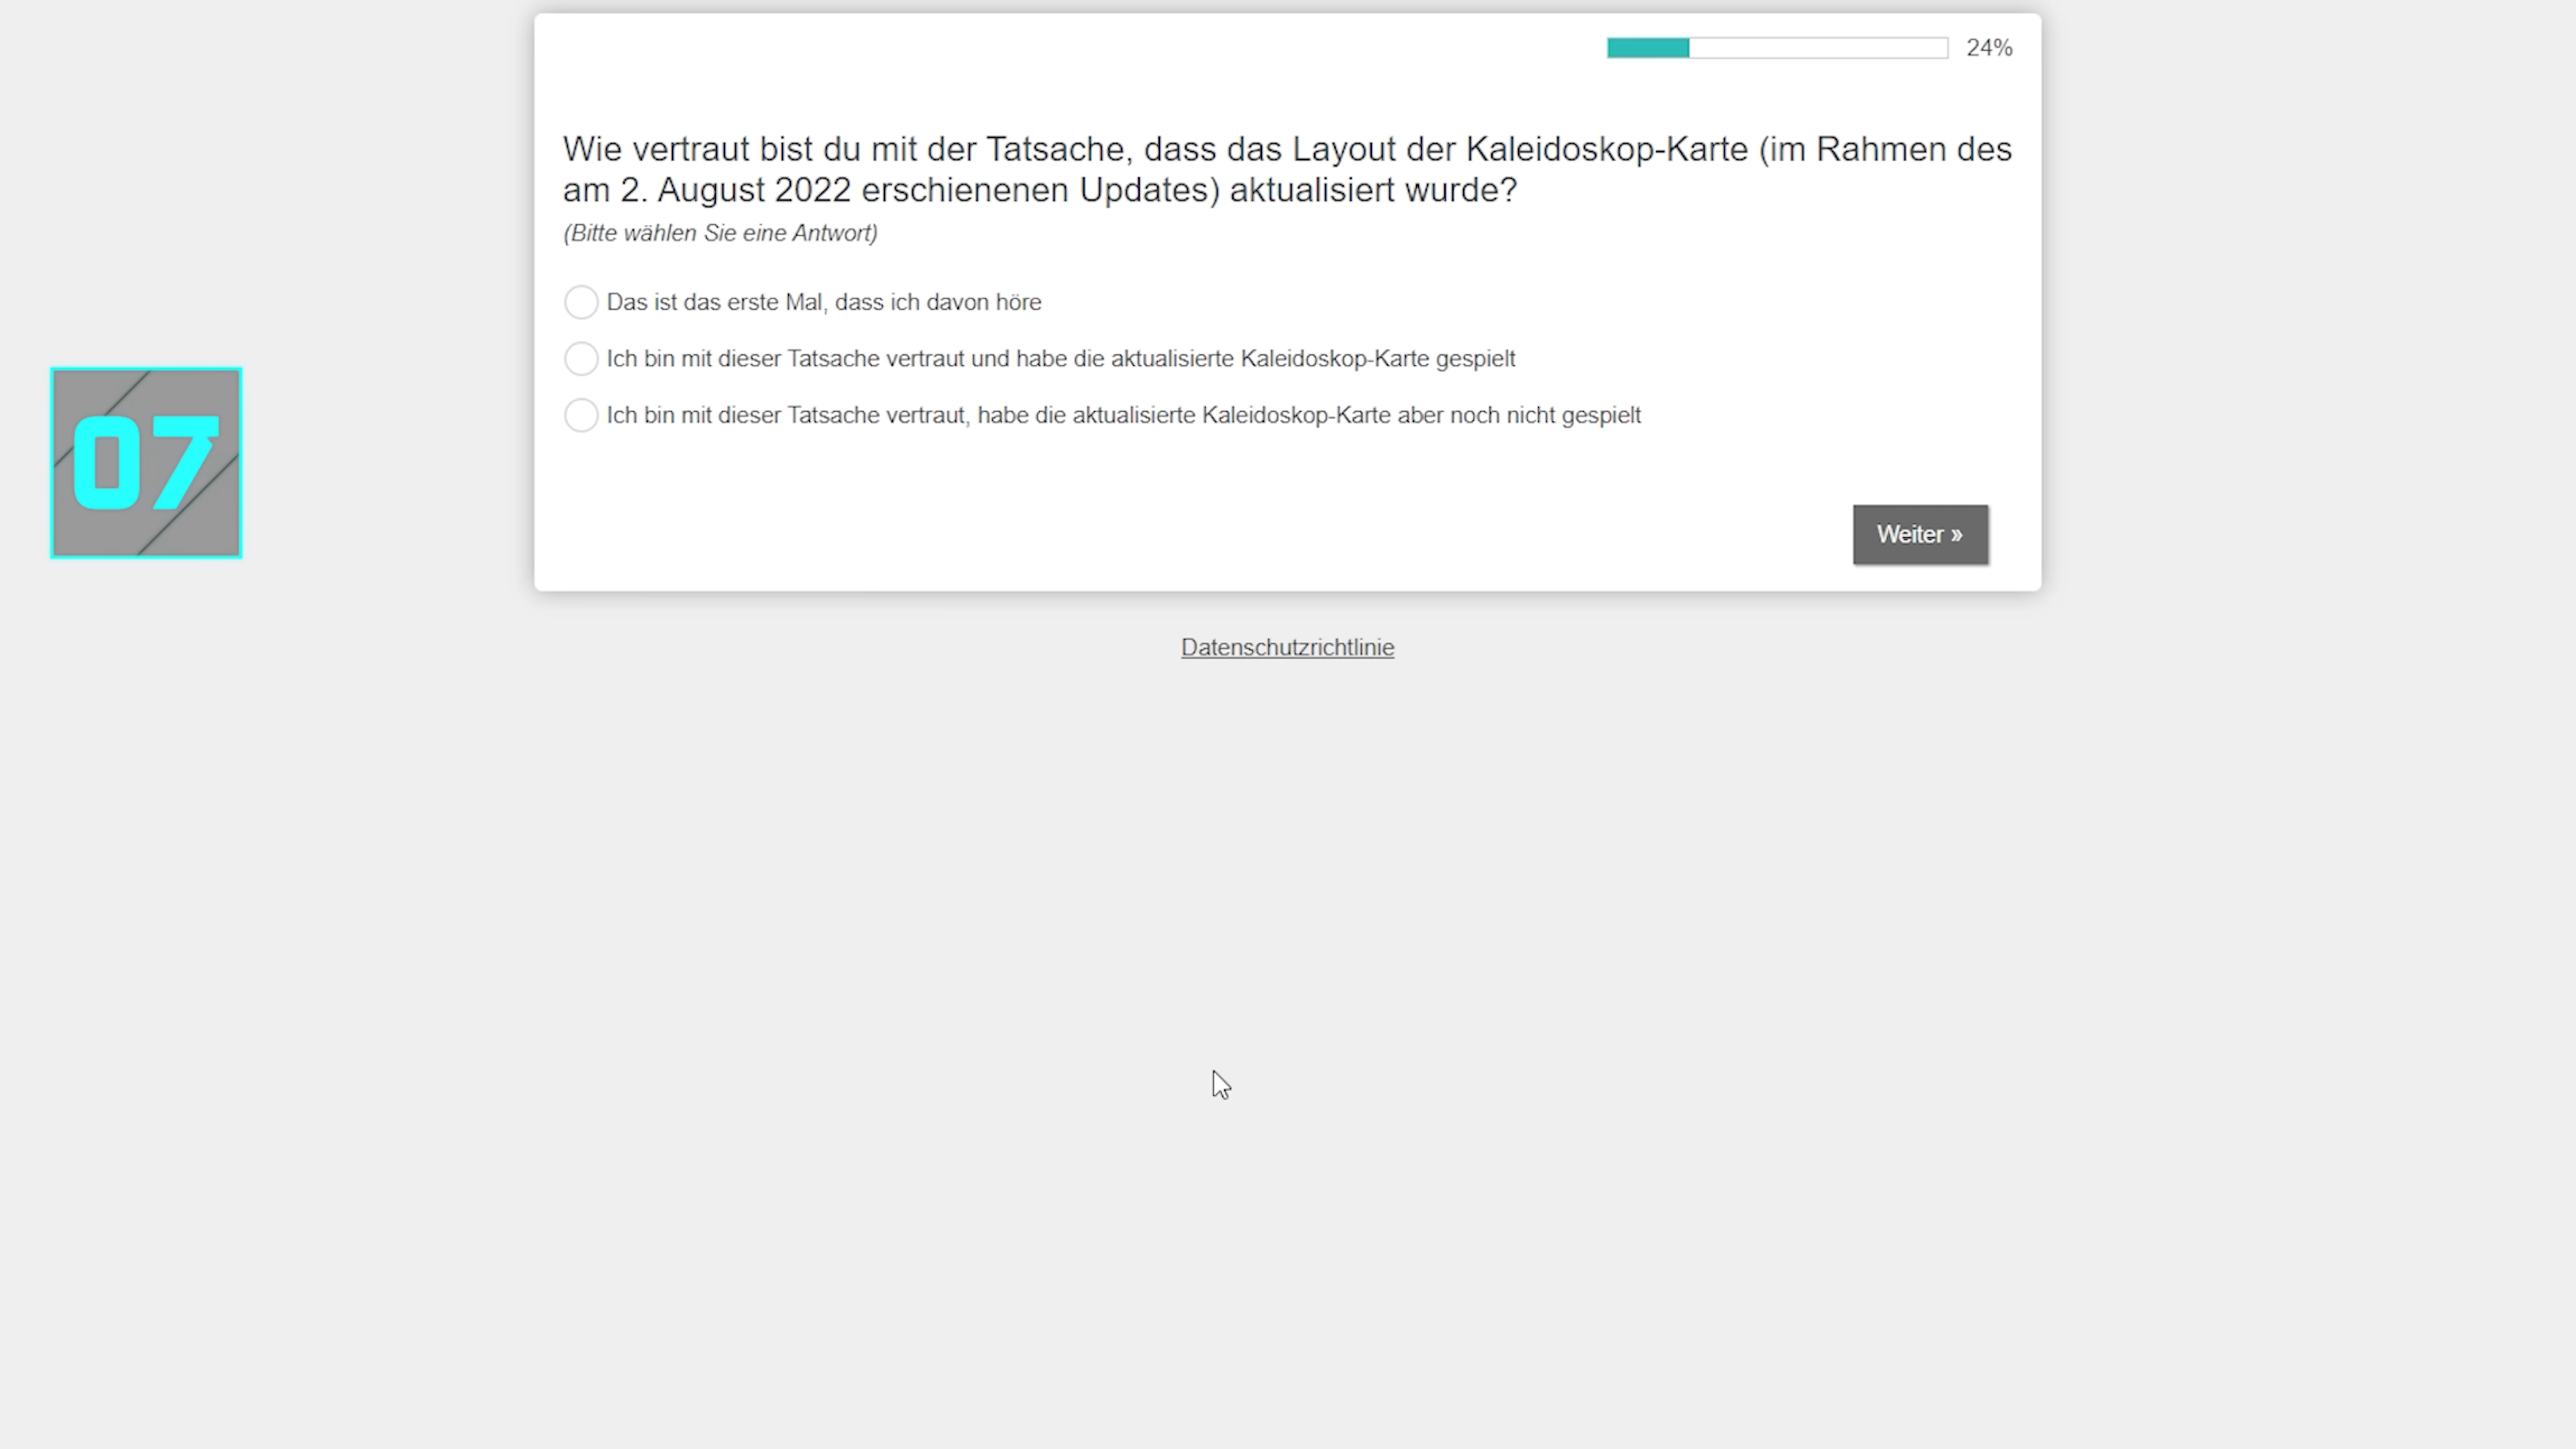 24%
Wie vertraut bist du mit der Tatsache, dass das Layout der Kaleidoskop-Karte (im Rahmen des
am 2. August 2022 erschienenen Updates) aktualisiert wurde?
(Bitte wählen Sie eine Antwort)
Das ist das erste Mal, dass ich davon höre
Ich bin mit dieser Tatsache vertraut und habe die aktualisierte Kaleidoskop-Karte gespielt
Ich bin mit dieser Tatsache vertraut, habe die aktualisierte Kaleidoskop-Karte aber noch nicht gespielt
07
Weiter »
Datenschutzrichtlinie